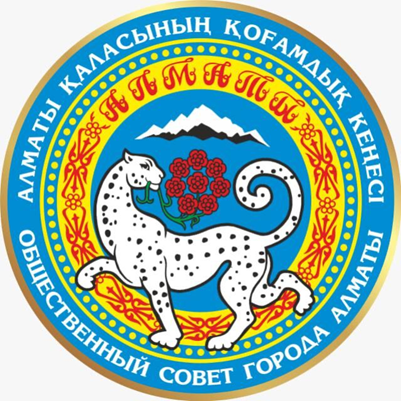 АЛМАТЫ ҚАЛАСЫНЫҢ ҚОҒАМДЫҚ КЕҢЕСІ
АЛМАТЫ
ОБЩЕСТВЕННЫЙ СОВЕТ ГОРОДА АЛМАТЫ